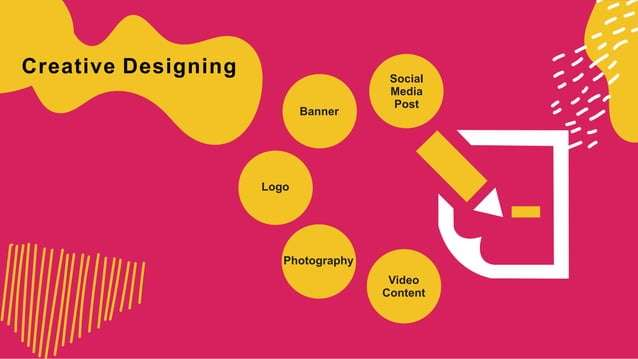 Creative Designing
Social
Media
Post
Banner
Logo
Photography
Video
Content